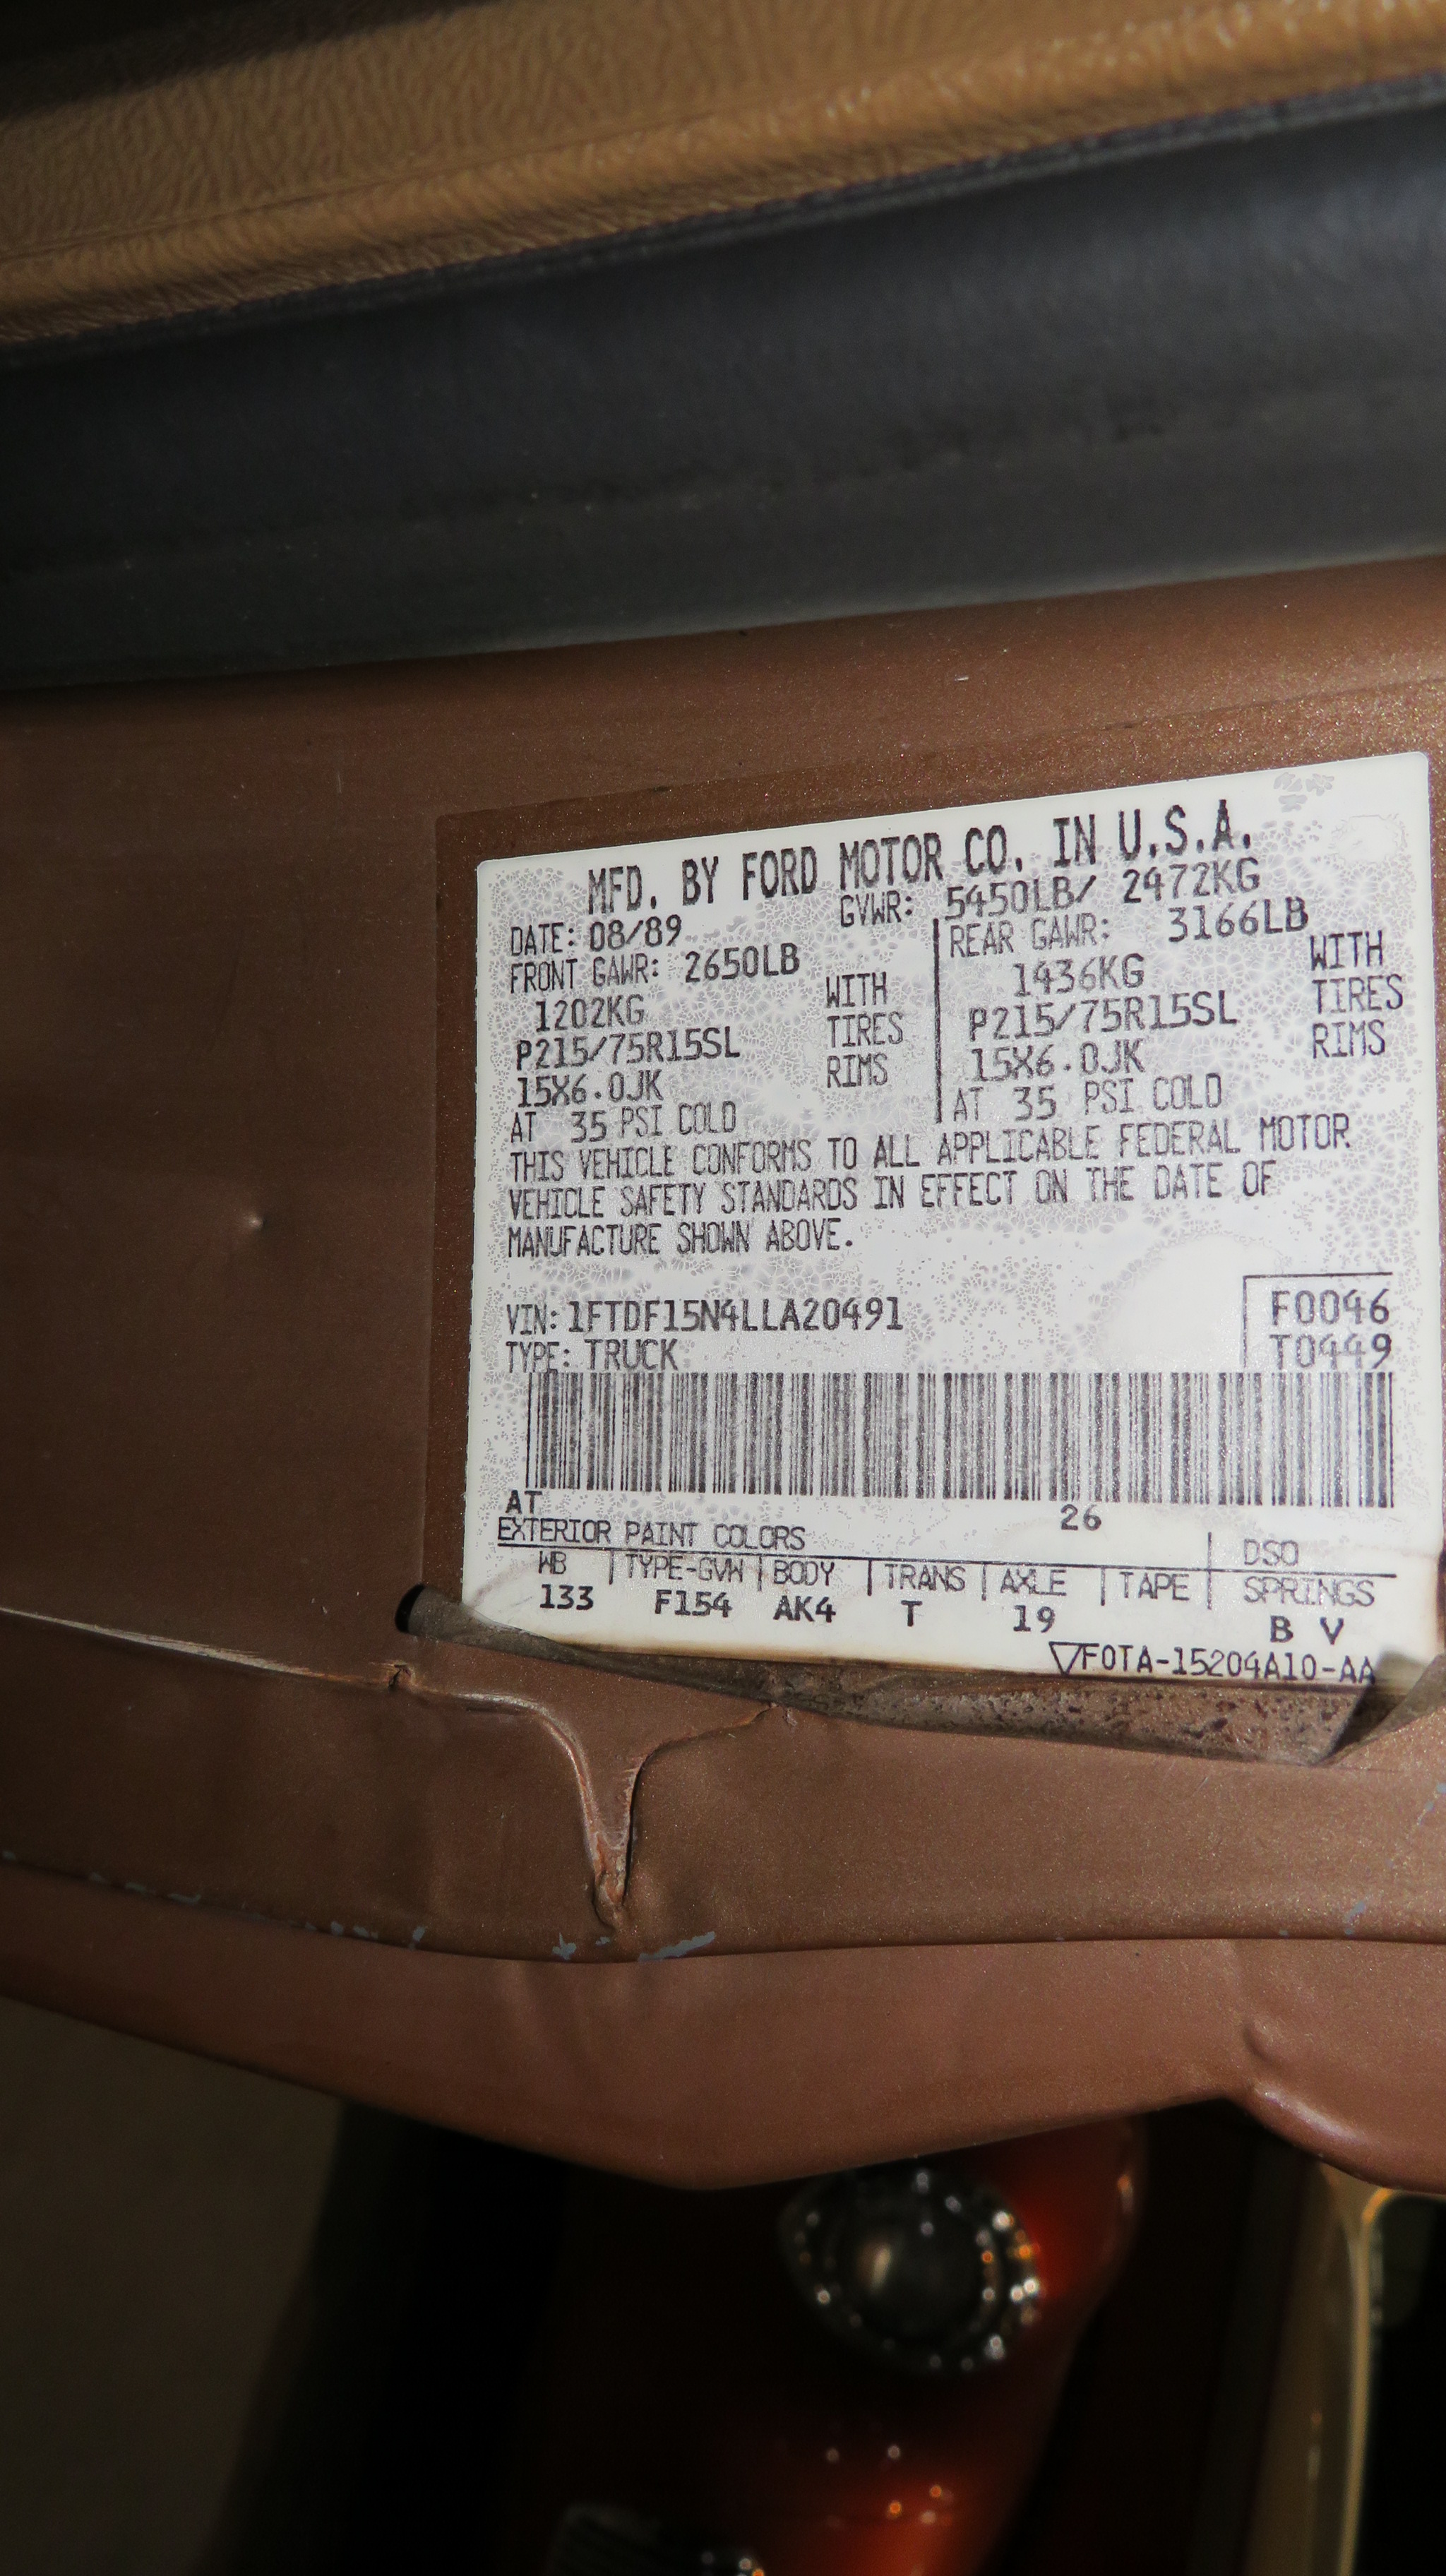 MFD. BY FORD MOTOR CO. IN U.S.A.
DATE: 08/89 GVWR: 5450LB/ 2472KG
FRONT GAWR: 2650LB REAR GAWR: 3166LB
1202KG WITH 1436KG WITH
P215/75R15SL TIRES P215/75R15SL TIRES
15X6.0JK RIMS 15X6.0JK RIMS
AT 35 PSI COLD AT 35 PSI COLD
THIS VEHICLE CONFORMS TO ALL APPLICABLE FEDERAL MOTOR
VEHICLE SAFETY STANDARDS IN EFFECT ON THE DATE OF
MANUFACTURE SHOWN ABOVE.
VIN: 1FTDF15N4LLA20491 F0046
TYPE: TRUCK T0449
AT 26
EXTERIOR PAINT COLORS DSO
WB TYPE-GVW BODY TRANS AXLE TAPE SPRINGS
133 F154 AK4 T 19 B V
▽F0TA-15204A10-AA